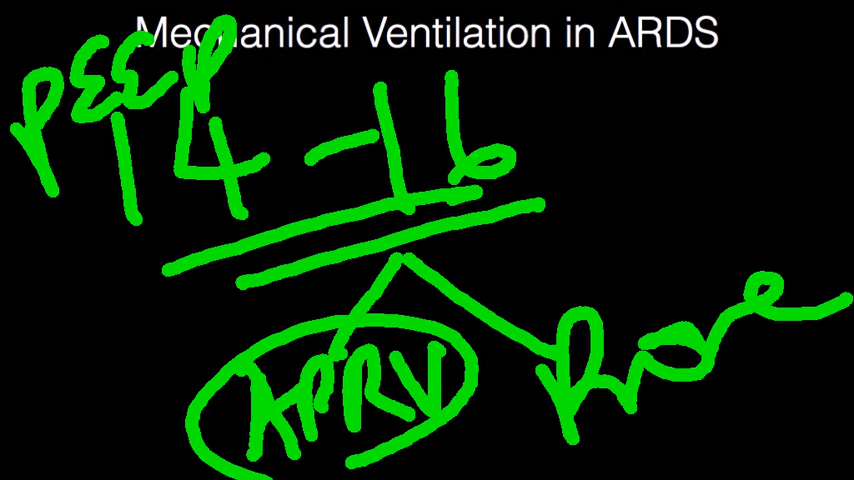 Mechanical Ventilation in ARDS
PEEP
14-16
APRV
Prone